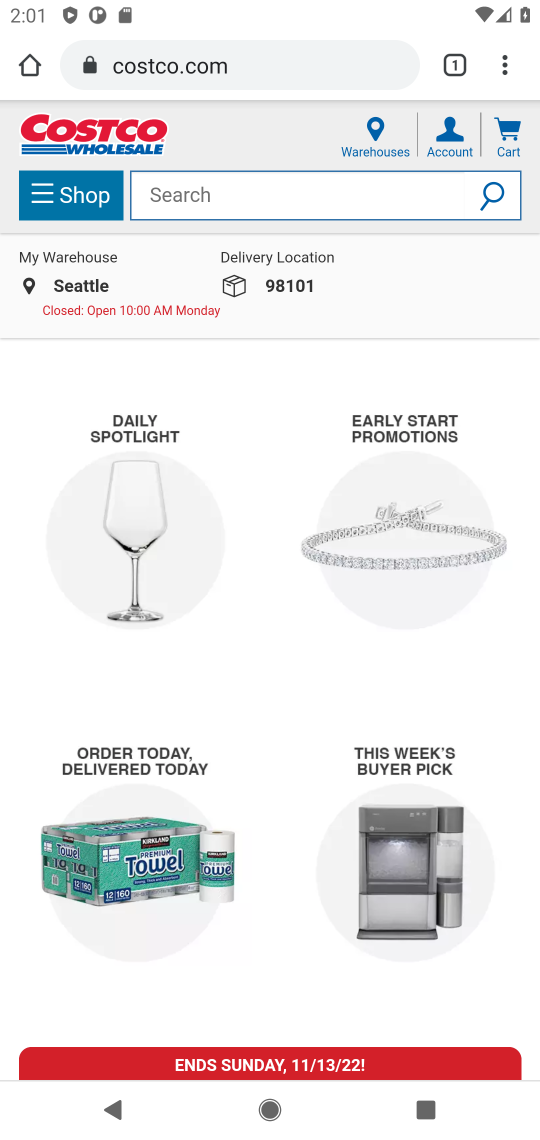 2:01
costco.com
1
COSTCO
WHOLESALE
Warehouses
Account
Cart
Shop
Search
My Warehouse
Delivery Location
Seattle
98101
Closed: Open 10:00 AM Monday
DAILY
SPOTLIGHT
EARLY START
PROMOTIONS
ORDER TODAY,
DELIVERED TODAY
THIS WEEK'S
BUYER PICK
KIRKLAND
PREMIUM
Towel
12 160
KIRKLAND
PREMIUM
Towel
ENDS SUNDAY, 11/13/22!